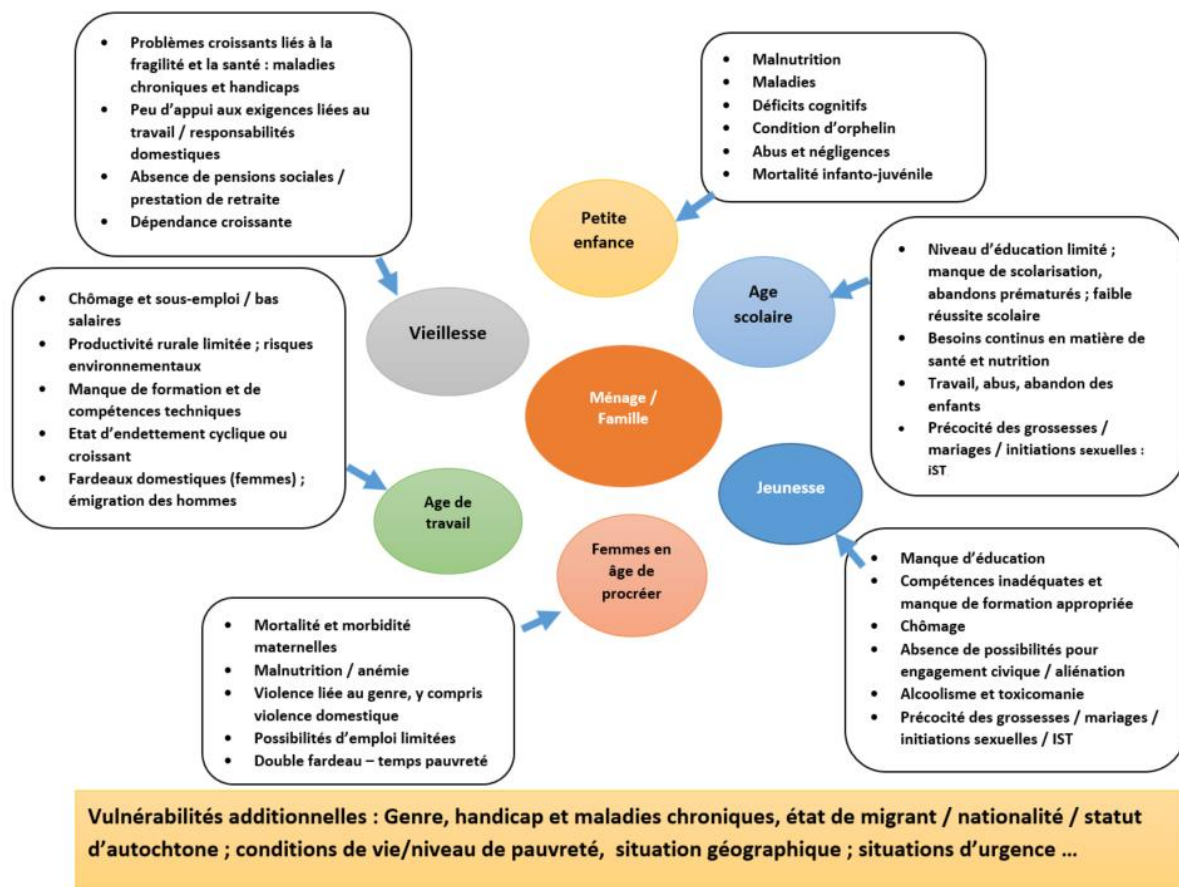 • Problèmes croissants liés à la
fragilité et la santé : maladies
chroniques et handicaps
• Peu d’appui aux exigences liées au
travail / responsabilités
domestiques
• Absence de pensions sociales /
prestation de retraite
• Dépendance croissante
• Malnutrition
• Maladies
• Déficits cognitifs
• Condition d’orphelin
• Abus et négligences
• Mortalité infanto-juvénile
Petite
enfance
• Niveau d’éducation limité ;
manque de scolarisation,
abandons prématurés ; faible
réussite scolaire
• Besoins continus en matière de
santé et nutrition
• Travail, abus, abandon des
enfants
• Précocité des grossesses /
mariages / initiations sexuelles :
iST
Age
scolaire
Vieillesse
• Chômage et sous-emploi / bas
salaires
• Productivité rurale limitée ; risques
environnementaux
• Manque de formation et de
compétences techniques
• Etat d’endettement cyclique ou
croissant
• Fardeaux domestiques (femmes) ;
émigration des hommes
Ménage /
Famille
Jeunesse
Age de
travail
Femmes en
âge de
procréer
• Manque d’éducation
• Compétences inadéquates et
manque de formation appropriée
• Chômage
• Absence de possibilités pour
engagement civique / aliénation
• Alcoolisme et toxicomanie
• Précocité des grossesses / mariages /
initiations sexuelles / IST
• Mortalité et morbidité
maternelles
• Malnutrition / anémie
• Violence liée au genre, y compris
violence domestique
• Possibilités d’emploi limitées
• Double fardeau – temps pauvreté
Vulnérabilités additionnelles : Genre, handicap et maladies chroniques, état de migrant / nationalité / statut
d’autochtone ; conditions de vie/niveau de pauvreté, situation géographique ; situations d’urgence …